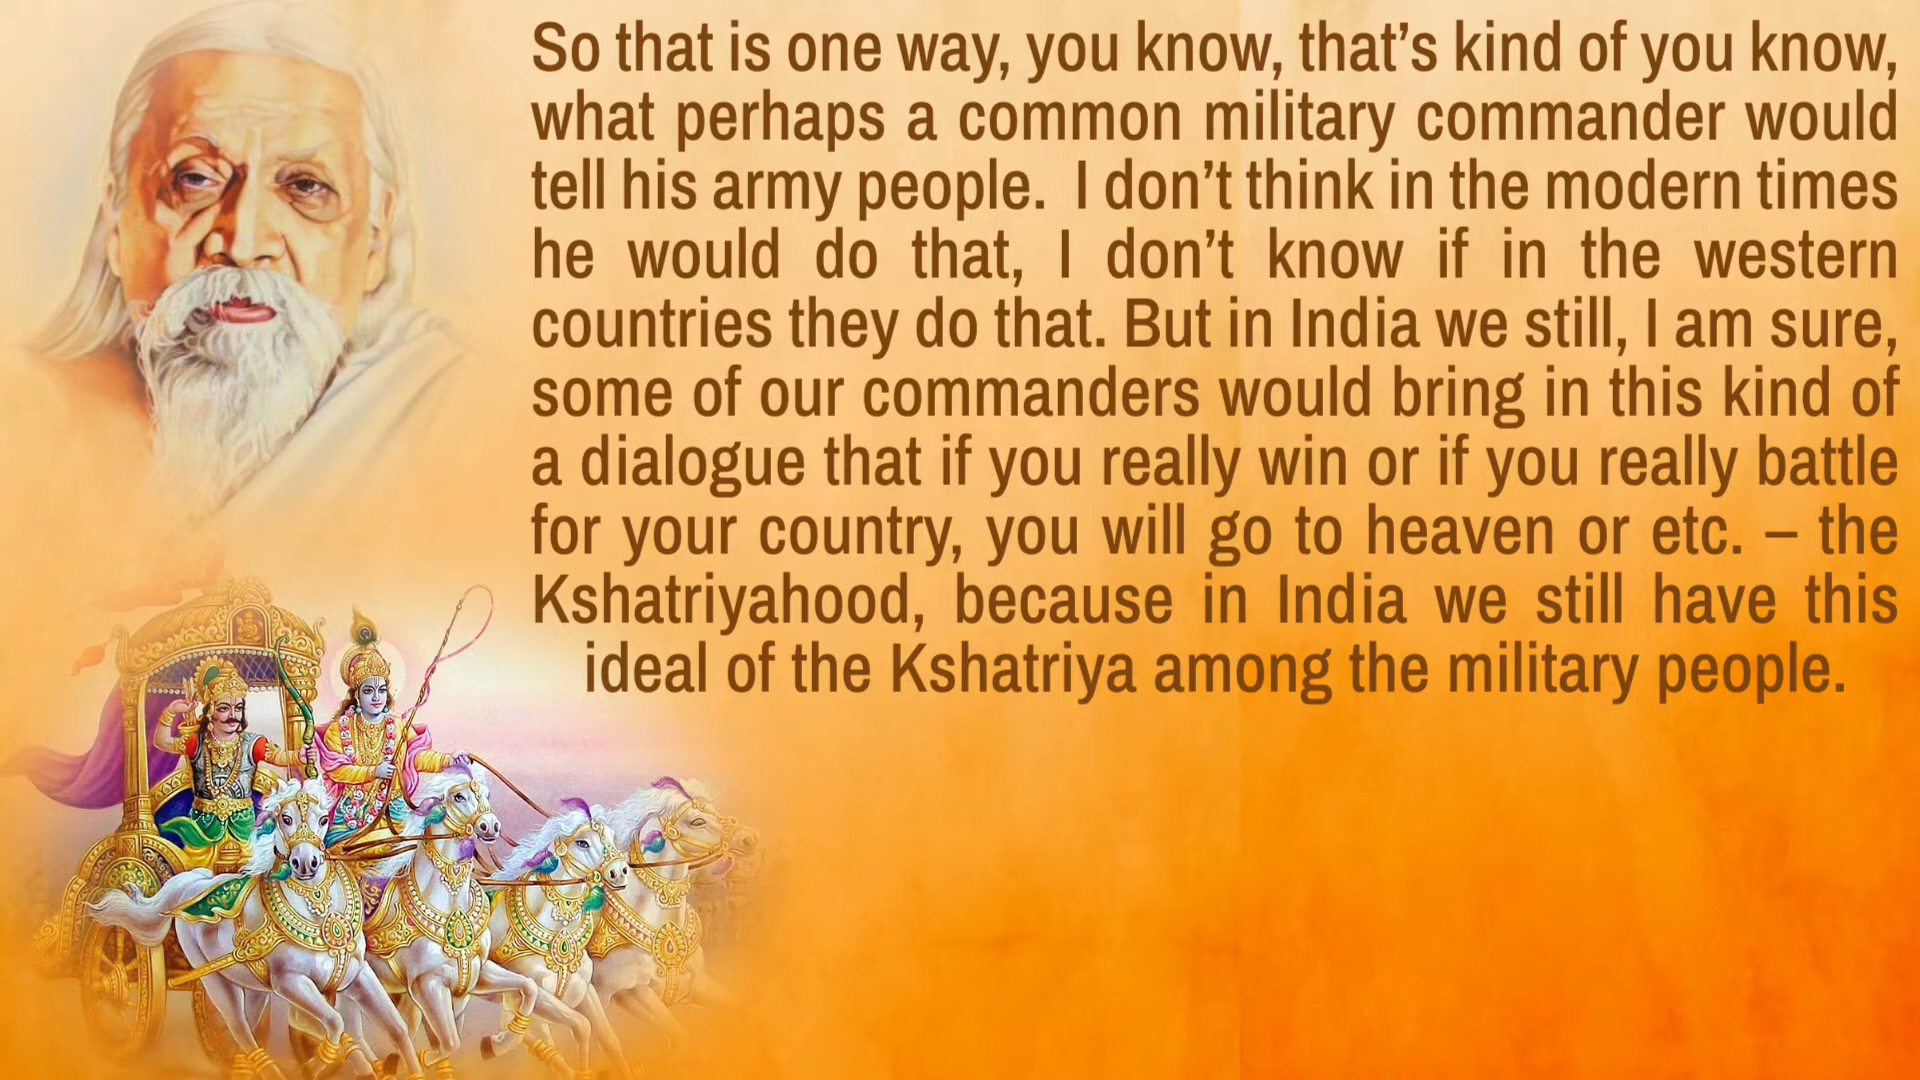 So that is one way, you know, that’s kind of you know,
what perhaps a common military commander would
tell his army people.  I don’t think in the modern times
he would do that, I don’t know if in the western
countries they do that. But in India we still, I am sure,
some of our commanders would bring in this kind of
a dialogue that if you really win or if you really battle
for your country, you will go to heaven or etc. – the
Kshatriyahood, because in India we still have this
ideal of the Kshatriya among the military people.